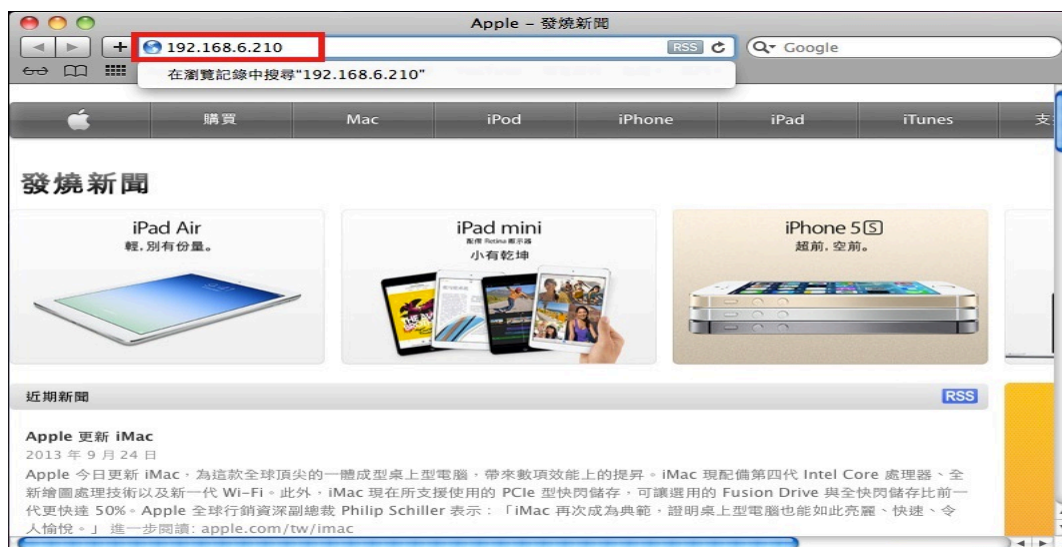 Apple – 發燒新聞
192.168.6.210
RSS
Google
在瀏覽記錄中搜尋"192.168.6.210"
購買 Mac iPod iPhone iPad iTunes 支
發燒新聞
iPad Air
輕,別有份量。
iPad mini
配備 Retina 顯示器
小有乾坤
iPhone 5S
超前,空前。
近期新聞 RSS
Apple 更新 iMac
2013 年 9 月 24 日
Apple 今日更新 iMac,為這款全球頂尖的一體成型桌上型電腦,帶來數項效能上的提昇。iMac 現配備第四代 Intel Core 處理器、全
新繪圖處理技術以及新一代 Wi-Fi。此外,iMac 現在所支援使用的 PCIe 型快閃儲存,可讓選用的 Fusion Drive 與全快閃儲存比前一
代更快達 50%。Apple 全球行銷資深副總裁 Philip Schiller 表示:「iMac 再次成為典範,證明桌上型電腦也能如此亮麗、快速、令
人愉悅。」 進一步閱讀: apple.com/tw/imac